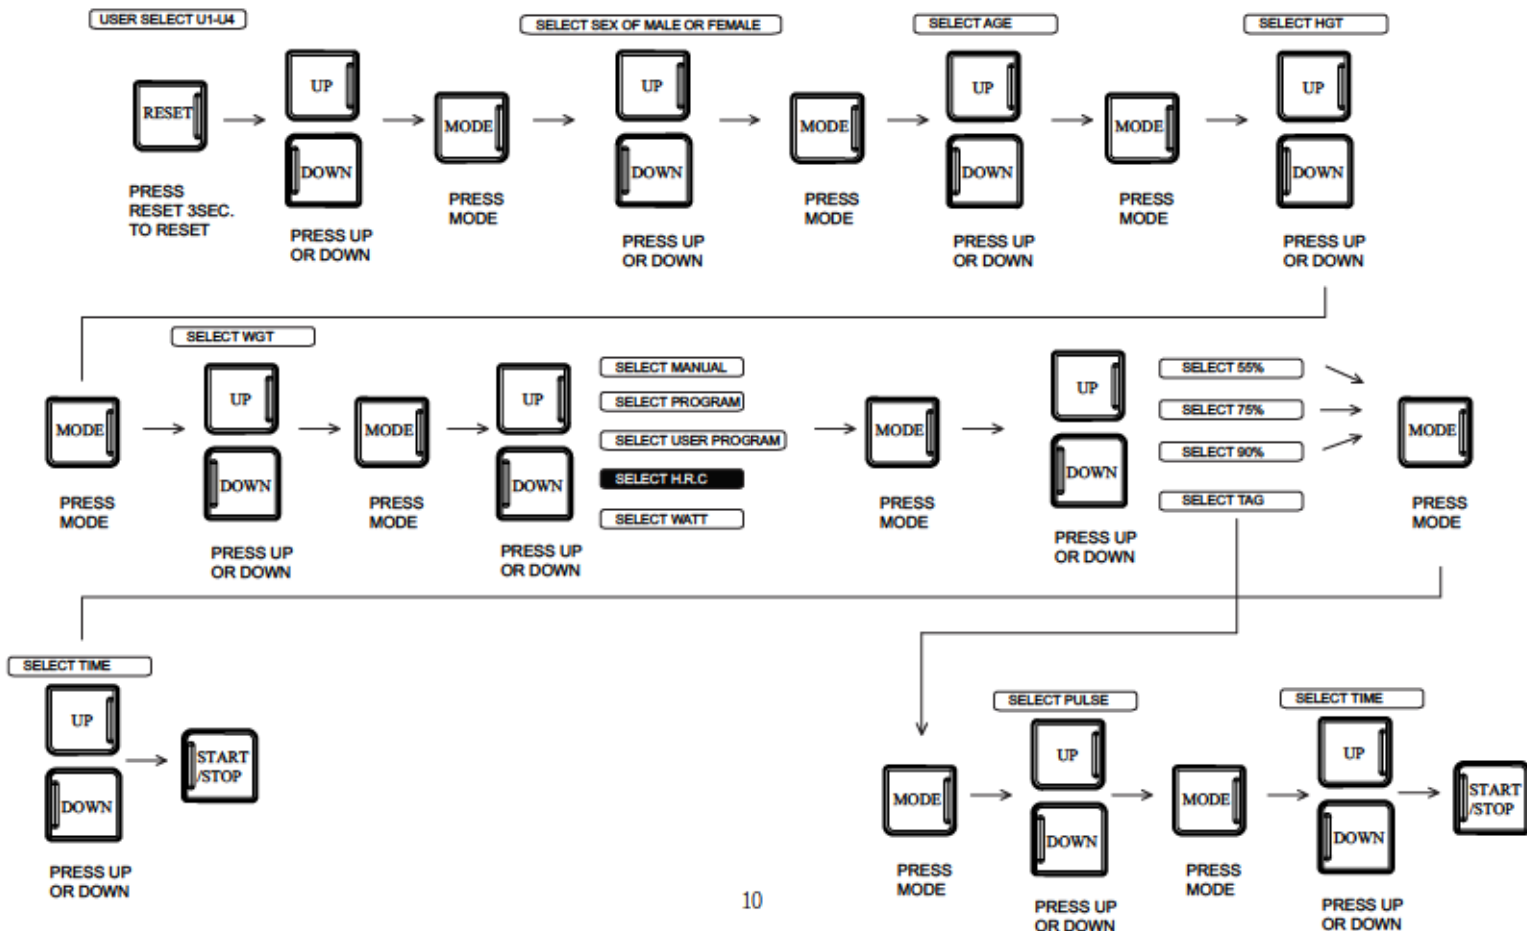 USER SELECT U1-U4
SELECT SEX OF MALE OR FEMALE
SELECT AGE
SELECT HGT
RESET
UP
DOWN
MODE
UP
DOWN
MODE
UP
DOWN
MODE
UP
DOWN
PRESS
RESET 3SEC.
TO RESET
PRESS UP
OR DOWN
PRESS
MODE
PRESS UP
OR DOWN
PRESS
MODE
PRESS UP
OR DOWN
PRESS
MODE
PRESS UP
OR DOWN
SELECT WGT
MODE
UP
DOWN
MODE
UP
DOWN
SELECT MANUAL
SELECT PROGRAM
SELECT USER PROGRAM
SELECT H.R.C
SELECT WATT
MODE
UP
DOWN
SELECT 55%
SELECT 75%
SELECT 90%
SELECT TAG
MODE
PRESS
MODE
PRESS UP
OR DOWN
PRESS
MODE
PRESS UP
OR DOWN
PRESS
MODE
PRESS UP
OR DOWN
PRESS
MODE
SELECT TIME
UP
DOWN
START
/STOP
PRESS UP
OR DOWN
SELECT PULSE
SELECT TIME
MODE
UP
DOWN
MODE
UP
DOWN
START
/STOP
PRESS
MODE
PRESS UP
OR DOWN
PRESS
MODE
PRESS UP
OR DOWN
10